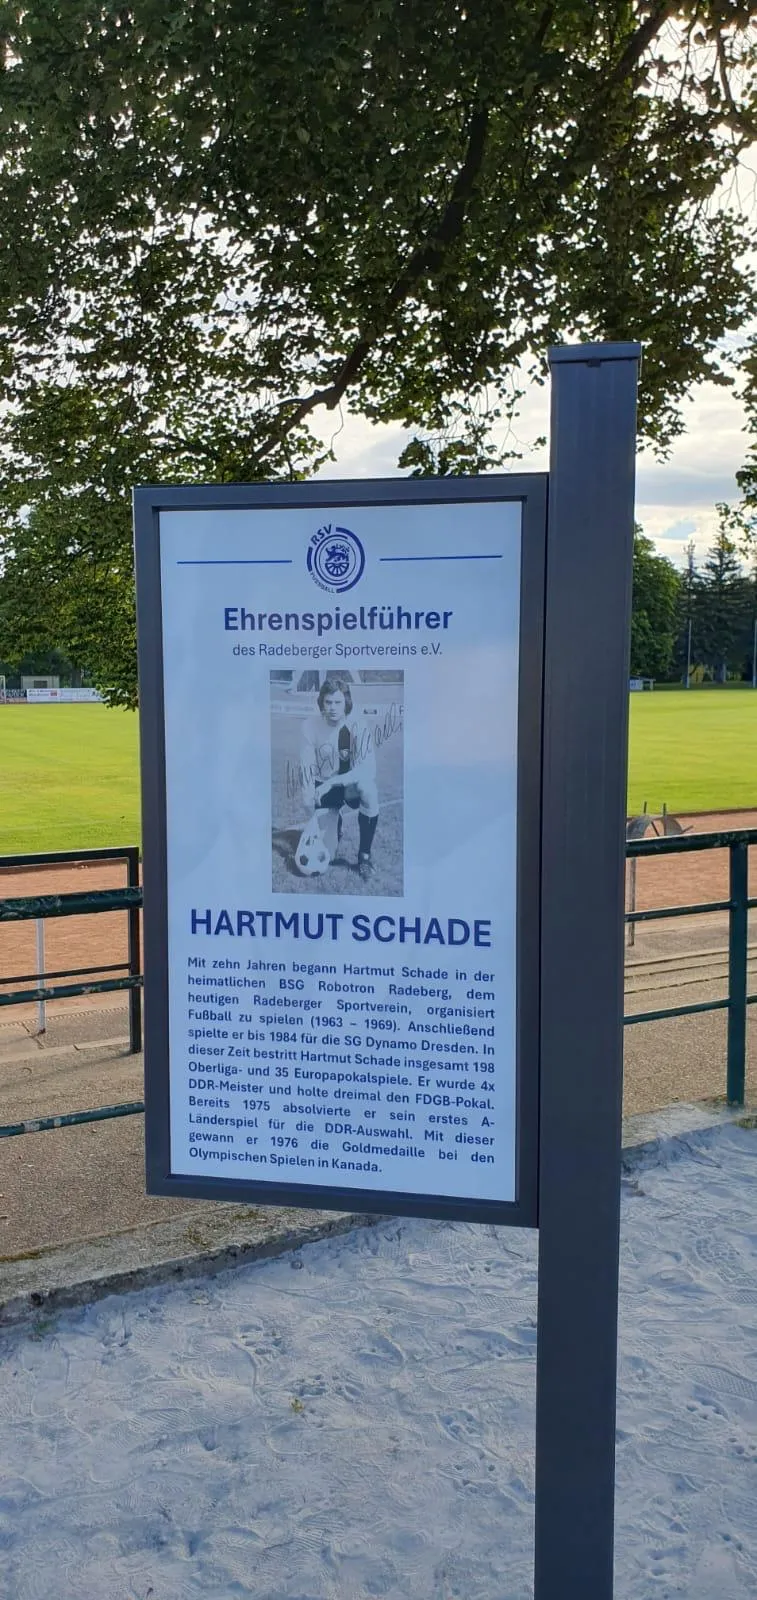 RSV
FUSSBALL
Ehrenspielführer
des Radeberger Sportvereins e.V.
HARTMUT SCHADE
Mit zehn Jahren begann Hartmut Schade in der
heimatlichen BSG Robotron Radeberg, dem
heutigen Radeberger Sportverein, organisiert
Fußball zu spielen (1963 – 1969). Anschließend
spielte er bis 1984 für die SG Dynamo Dresden. In
dieser Zeit bestritt Hartmut Schade insgesamt 198
Oberliga- und 35 Europapokalspiele. Er wurde 4x
DDR-Meister und holte dreimal den FDGB-Pokal.
Bereits 1975 absolvierte er sein erstes A-
Länderspiel für die DDR-Auswahl. Mit dieser
gewann er 1976 die Goldmedaille bei den
Olympischen Spielen in Kanada.